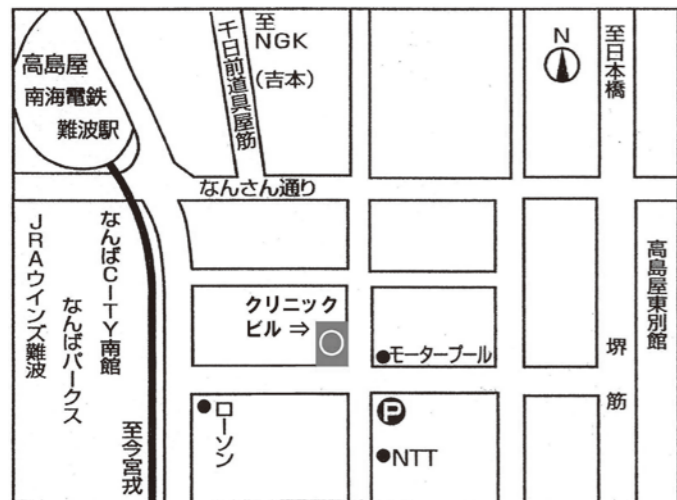 高島屋
南海電鉄
難波駅
千日前道具屋筋
至
NGK
(吉本)
N
至日本橋
なんさん通り
JRAウインズ難波
なんばパークス
なんばCITY南館
至今宮戎
クリニック
ビル⇒
●モータープール
堺筋
高島屋東別館
●ローソン
P
●NTT